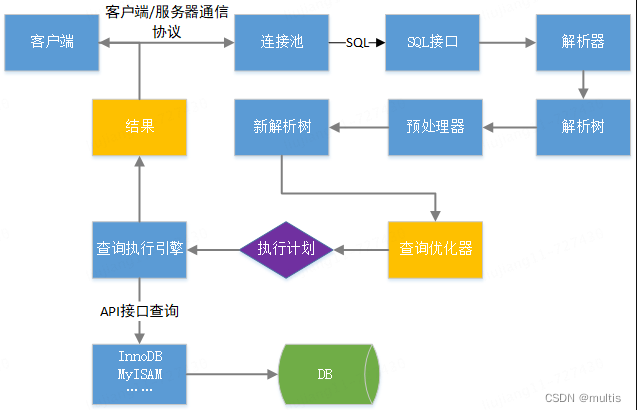 客户端/服务器通信
协议
客户端
连接池
SQL
SQL接口
解析器
结果
新解析树
预处理器
解析树
查询执行引擎
执行计划
查询优化器
API接口查询
InnoDB
MyISAM
……
DB
CSDN @multis